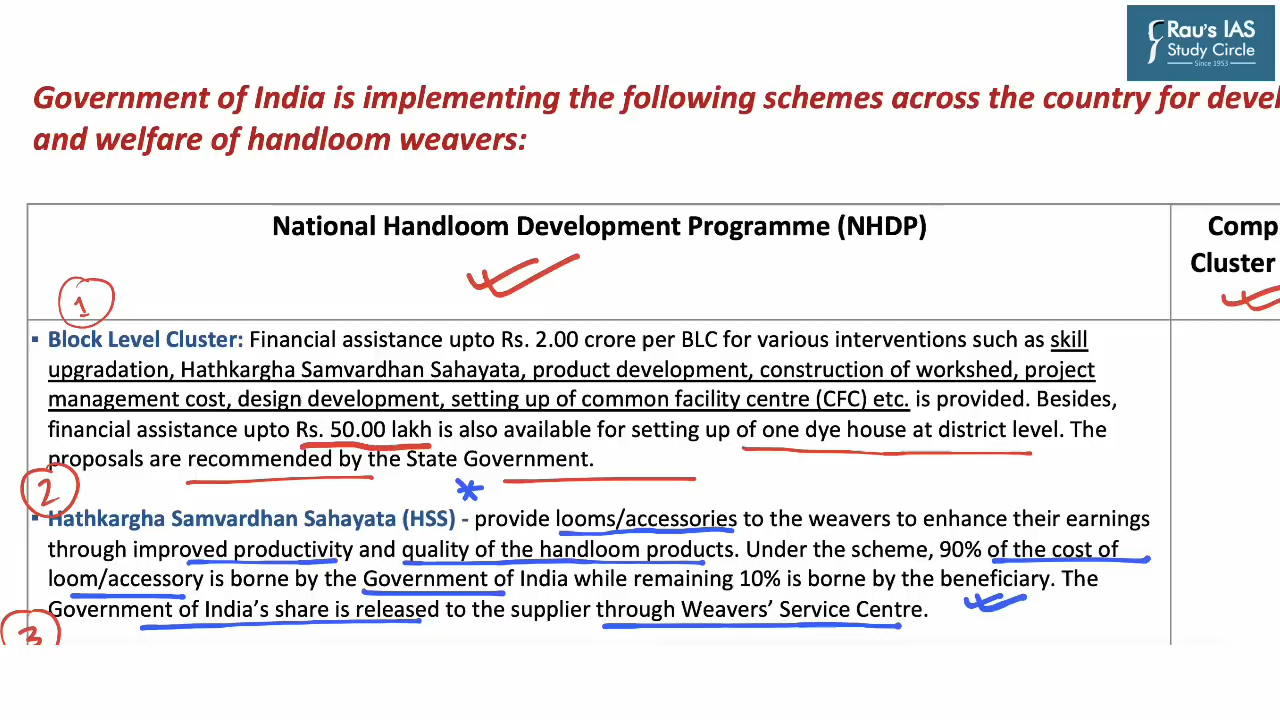 Rau's IAS
Study Circle
Since 1953
Government of India is implementing the following schemes across the country for devel
and welfare of handloom weavers:
National Handloom Development Programme (NHDP)
Comp
Cluster
1
▪ Block Level Cluster: Financial assistance upto Rs. 2.00 crore per BLC for various interventions such as skill
upgradation, Hathkargha Samvardhan Sahayata, product development, construction of workshed, project
management cost, design development, setting up of common facility centre (CFC) etc. is provided. Besides,
financial assistance upto Rs. 50.00 lakh is also available for setting up of one dye house at district level. The
proposals are recommended by the State Government.
2
▪ Hathkargha Samvardhan Sahayata (HSS) - provide looms/accessories to the weavers to enhance their earnings
through improved productivity and quality of the handloom products. Under the scheme, 90% of the cost of
loom/accessory is borne by the Government of India while remaining 10% is borne by the beneficiary. The
Government of India's share is released to the supplier through Weavers' Service Centre.
3